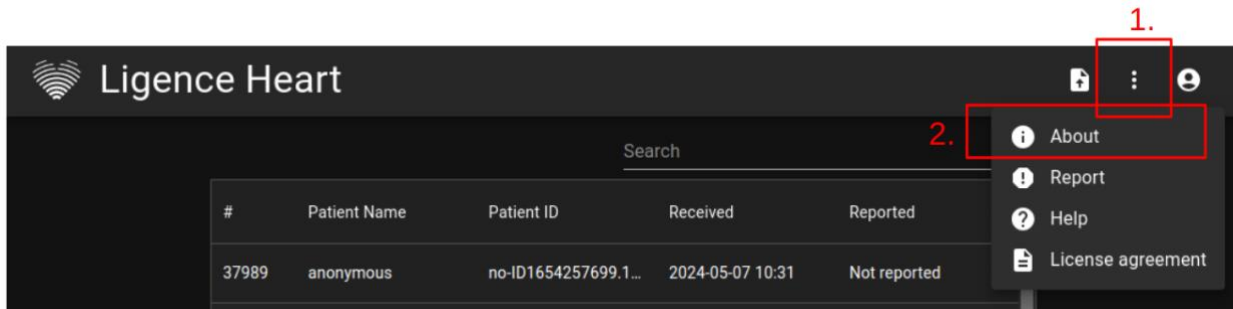 1.
Ligence Heart
2.
About
Search
Report
# Patient Name Patient ID Received Reported
Help
37989 anonymous no-ID1654257699.1... 2024-05-07 10:31 Not reported
License agreement